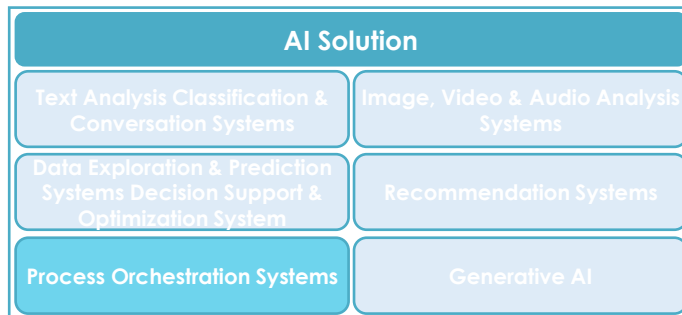 AI Solution
Text Analysis Classification &
Conversation Systems
Image, Video & Audio Analysis
Systems
Data Exploration & Prediction
Systems Decision Support &
Optimization System
Recommendation Systems
Process Orchestration Systems
Generative AI